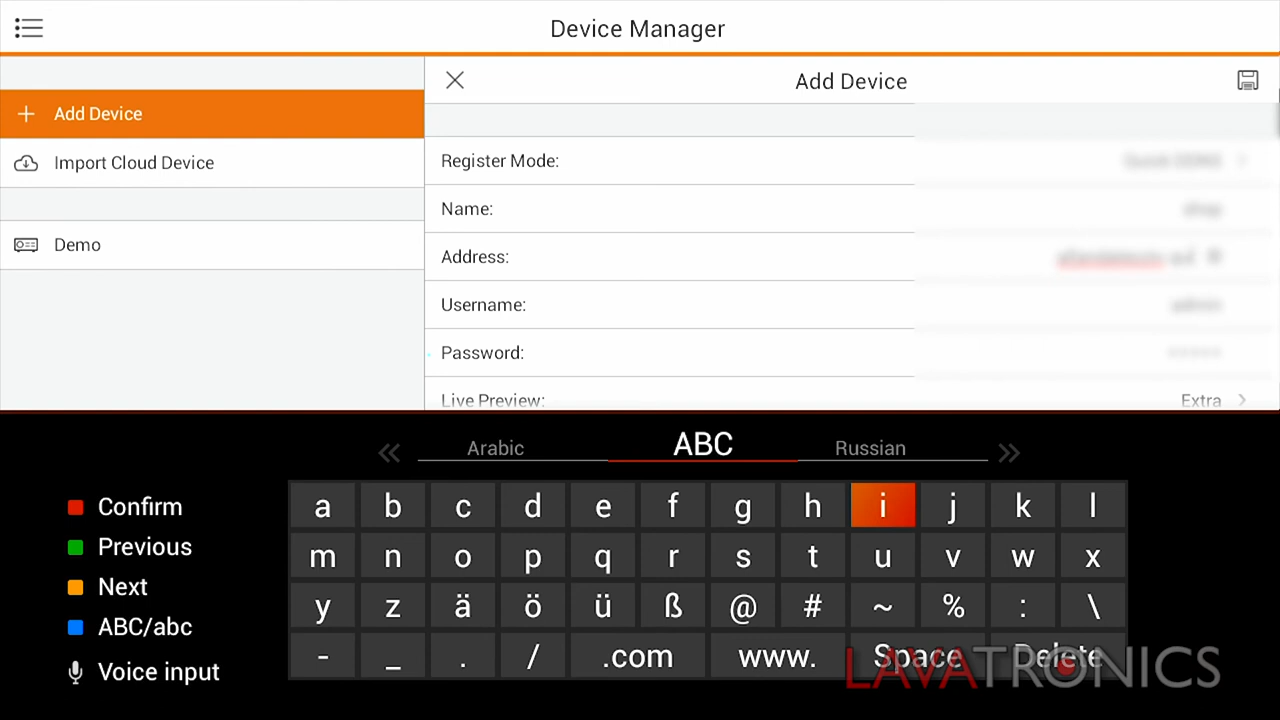 Device Manager
Add Device
Add Device
Import Cloud Device
Demo
Register Mode:
Name:
Address:
Username:
Password:
Live Preview:
Extra
Arabic
ABC
Russian
Confirm
Previous
Next
ABC/abc
Voice input
a b c d e f g h i j k l
m n o p q r s t u v w x
y z ä ö ü ß @ # ~ % : \
- _ . / .com www. Space Delete
LAVATRONICS